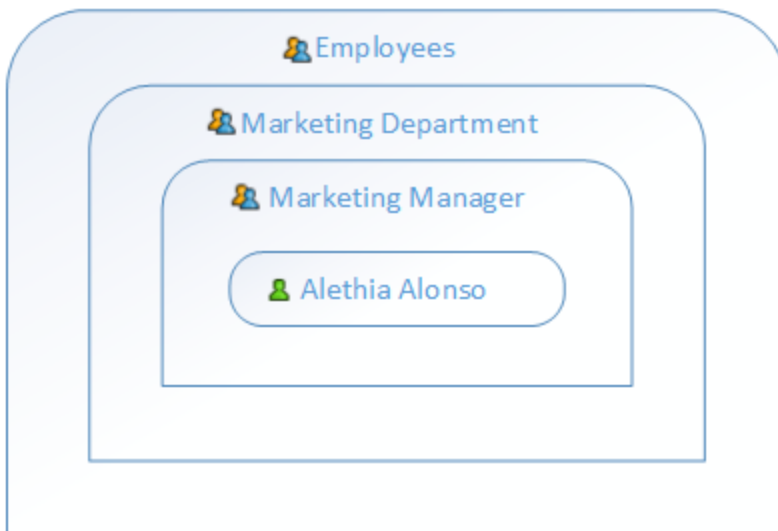 Employees
Marketing Department
Marketing Manager
Alethia Alonso